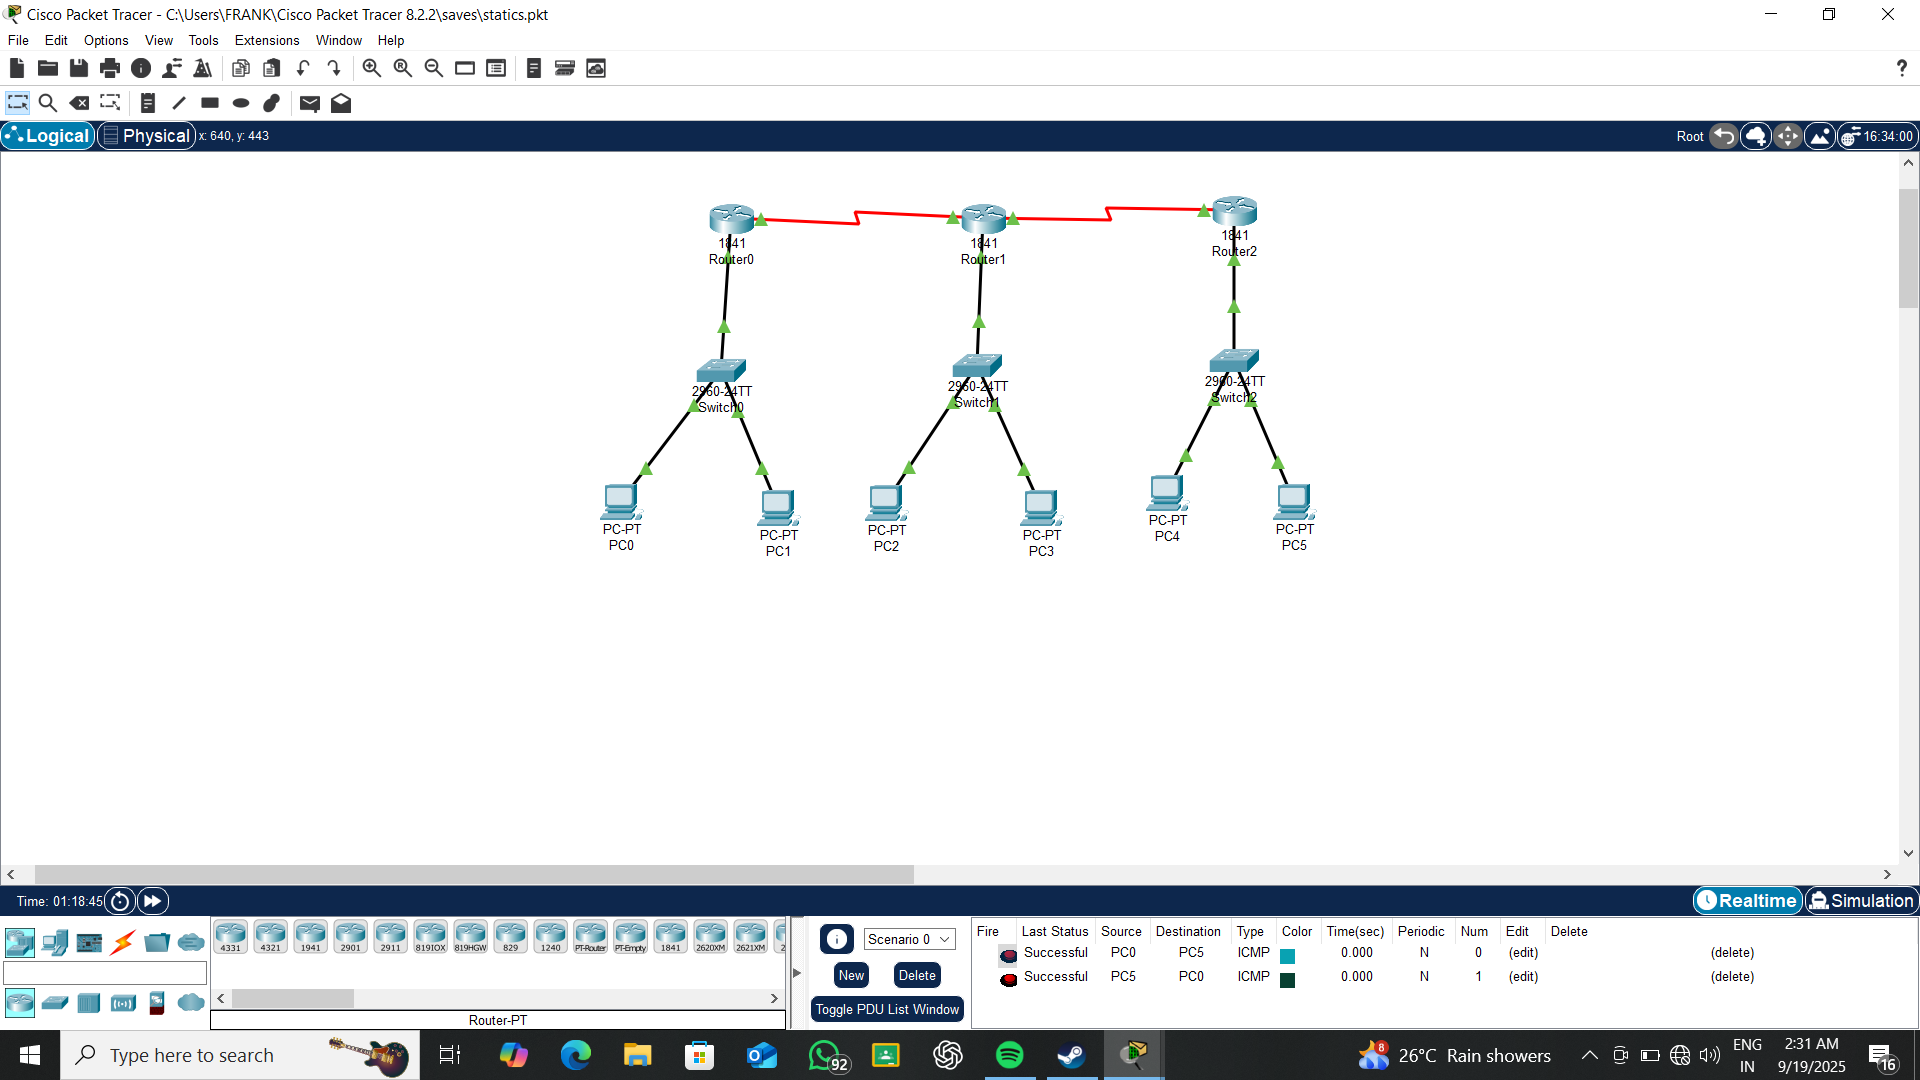 Cisco Packet Tracer - C:\Users\FRANK\Cisco Packet Tracer 8.2.2\saves\statics.pkt
File Edit Options View Tools Extensions Window Help
Logical Physical x: 640, y: 443 Root 16:34:00
1841
Router0
1841
Router1
1841
Router2
2960-24TT
Switch0
2960-24TT
Switch1
2960-24TT
Switch2
PC-PT
PC0
PC-PT
PC1
PC-PT
PC2
PC-PT
PC3
PC-PT
PC4
PC-PT
PC5
Time: 01:18:45 Realtime Simulation
4331 4321 1941 2901 2911 819IOX 819HGW 829 1240 PT-Router PT-Empty 1841 2620XM 2621XM 2
Router-PT
Scenario 0
New Delete
Toggle PDU List Window
Fire Last Status Source Destination Type Color Time(sec) Periodic Num Edit Delete
Successful PC0 PC5 ICMP 0.000 N 0 (edit) (delete)
Successful PC5 PC0 ICMP 0.000 N 1 (edit) (delete)
Type here to search
92
8
26°C Rain showers
ENG
IN
2:31 AM
9/19/2025
16